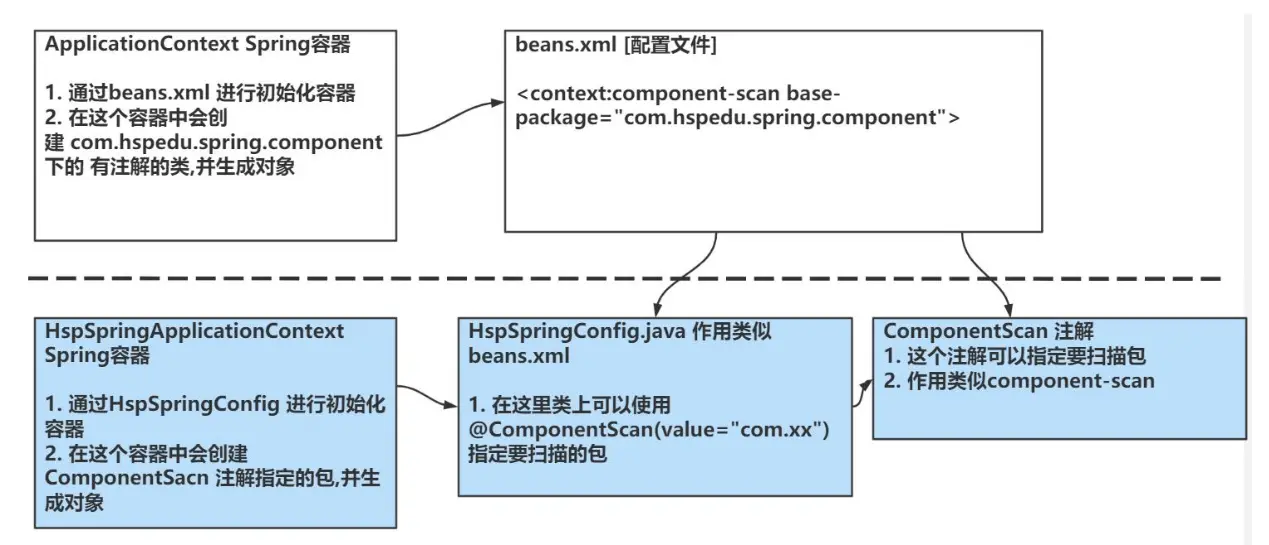 ApplicationContext Spring容器
1. 通过beans.xml 进行初始化容器
2. 在这个容器中会创
建 com.hspedu.spring.component
下的 有注解的类,并生成对象
beans.xml [配置文件]
<context:component-scan base-
package="com.hspedu.spring.component">
HspSpringApplicationContext
Spring容器
1. 通过HspSpringConfig 进行初始化
容器
2. 在这个容器中会创建
ComponentSacn 注解指定的包,并生
成对象
HspSpringConfig.java 作用类似
beans.xml
1. 在这里类上可以使用
@ComponentScan(value="com.xx")
指定要扫描的包
ComponentScan 注解
1. 这个注解可以指定要扫描包
2. 作用类似component-scan